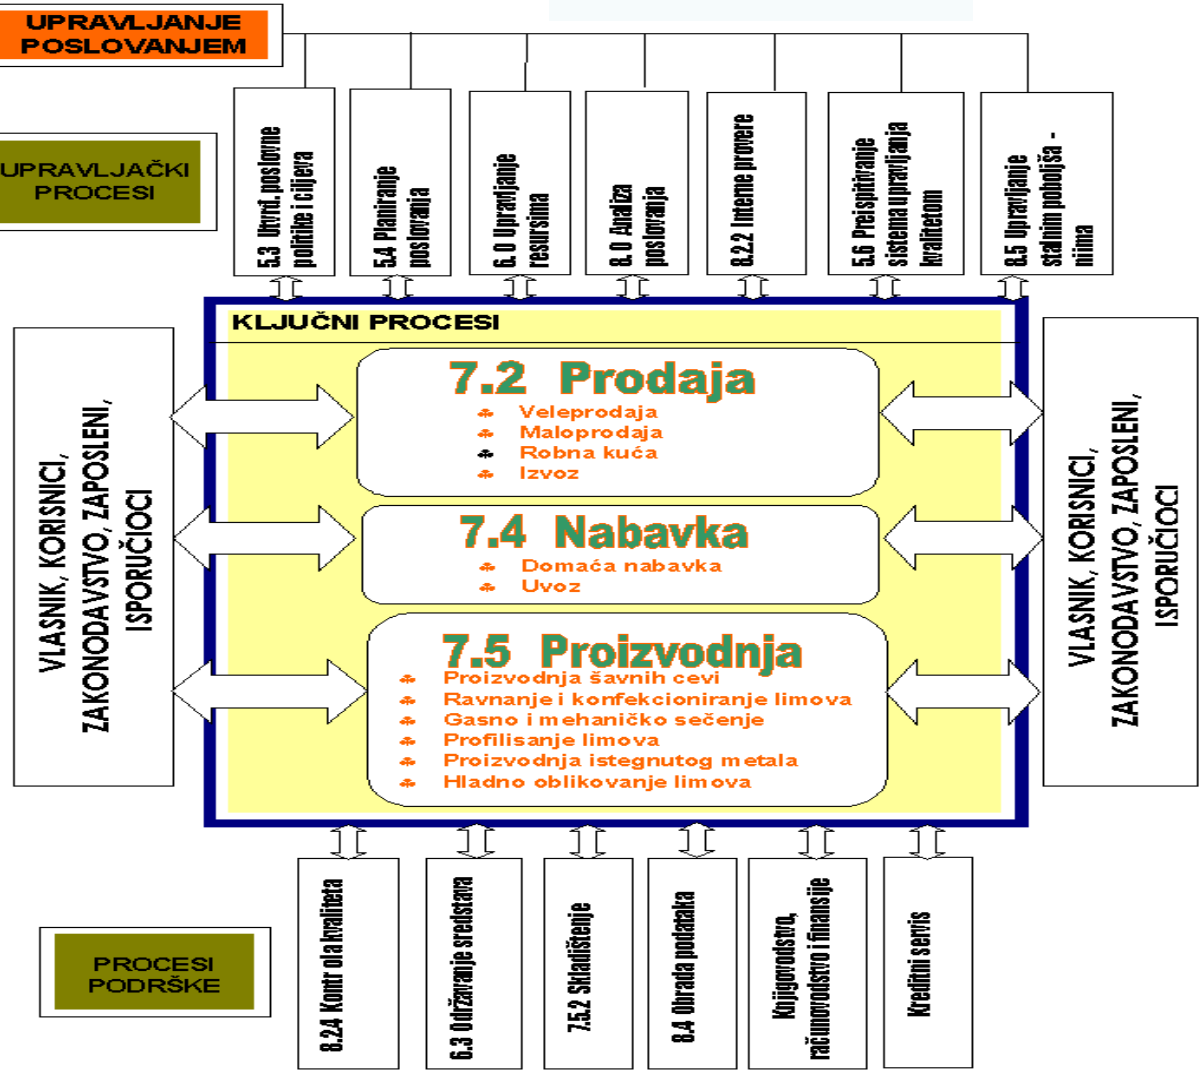 UPRAVLJANJE
POSLOVANJEM
UPRAVLJAČKI
PROCESI
5.3 Utvrđ. poslovne
politike i ciljeva
5.4 Planiranje
poslovanja
6. 0 Upravljanje
resursima
8. 0 Analiza
poslovanja
8.2.2 Interne provere
5.6 Preispitivanje
sistema upravljanja
kvalitetom
8.5 Upravljanje
stalnim poboljša -
njima
VLASNIK, KORISNICI,
ZAKONODAVSTVO, ZAPOSLENI,
ISPORUČIOCI
KLJUČNI PROCESI
7.2 Prodaja
Veleprodaja
Maloprodaja
Robna kuća
Izvoz
7.4 Nabavka
Domaća nabavka
Uvoz
7.5 Proizvodnja
Proizvodnja šavnih cevi
Ravnanje i konfekcioniranje limova
Gasno i mehaničko sečenje
Profilisanje limova
Proizvodnja istegnutog metala
Hladno oblikovanje limova
VLASNIK, KORISNICI,
ZAKONODAVSTVO, ZAPOSLENI,
ISPORUČIOCI
PROCESI
PODRŠKE
8.2.4 Kontr ola kvaliteta
6.3 Održavanje sredstava
7.5.2 Skladištenje
8.4 Obrada podataka
Knjigovodstvo,
računovodstvo i finansije
Kreditni servis